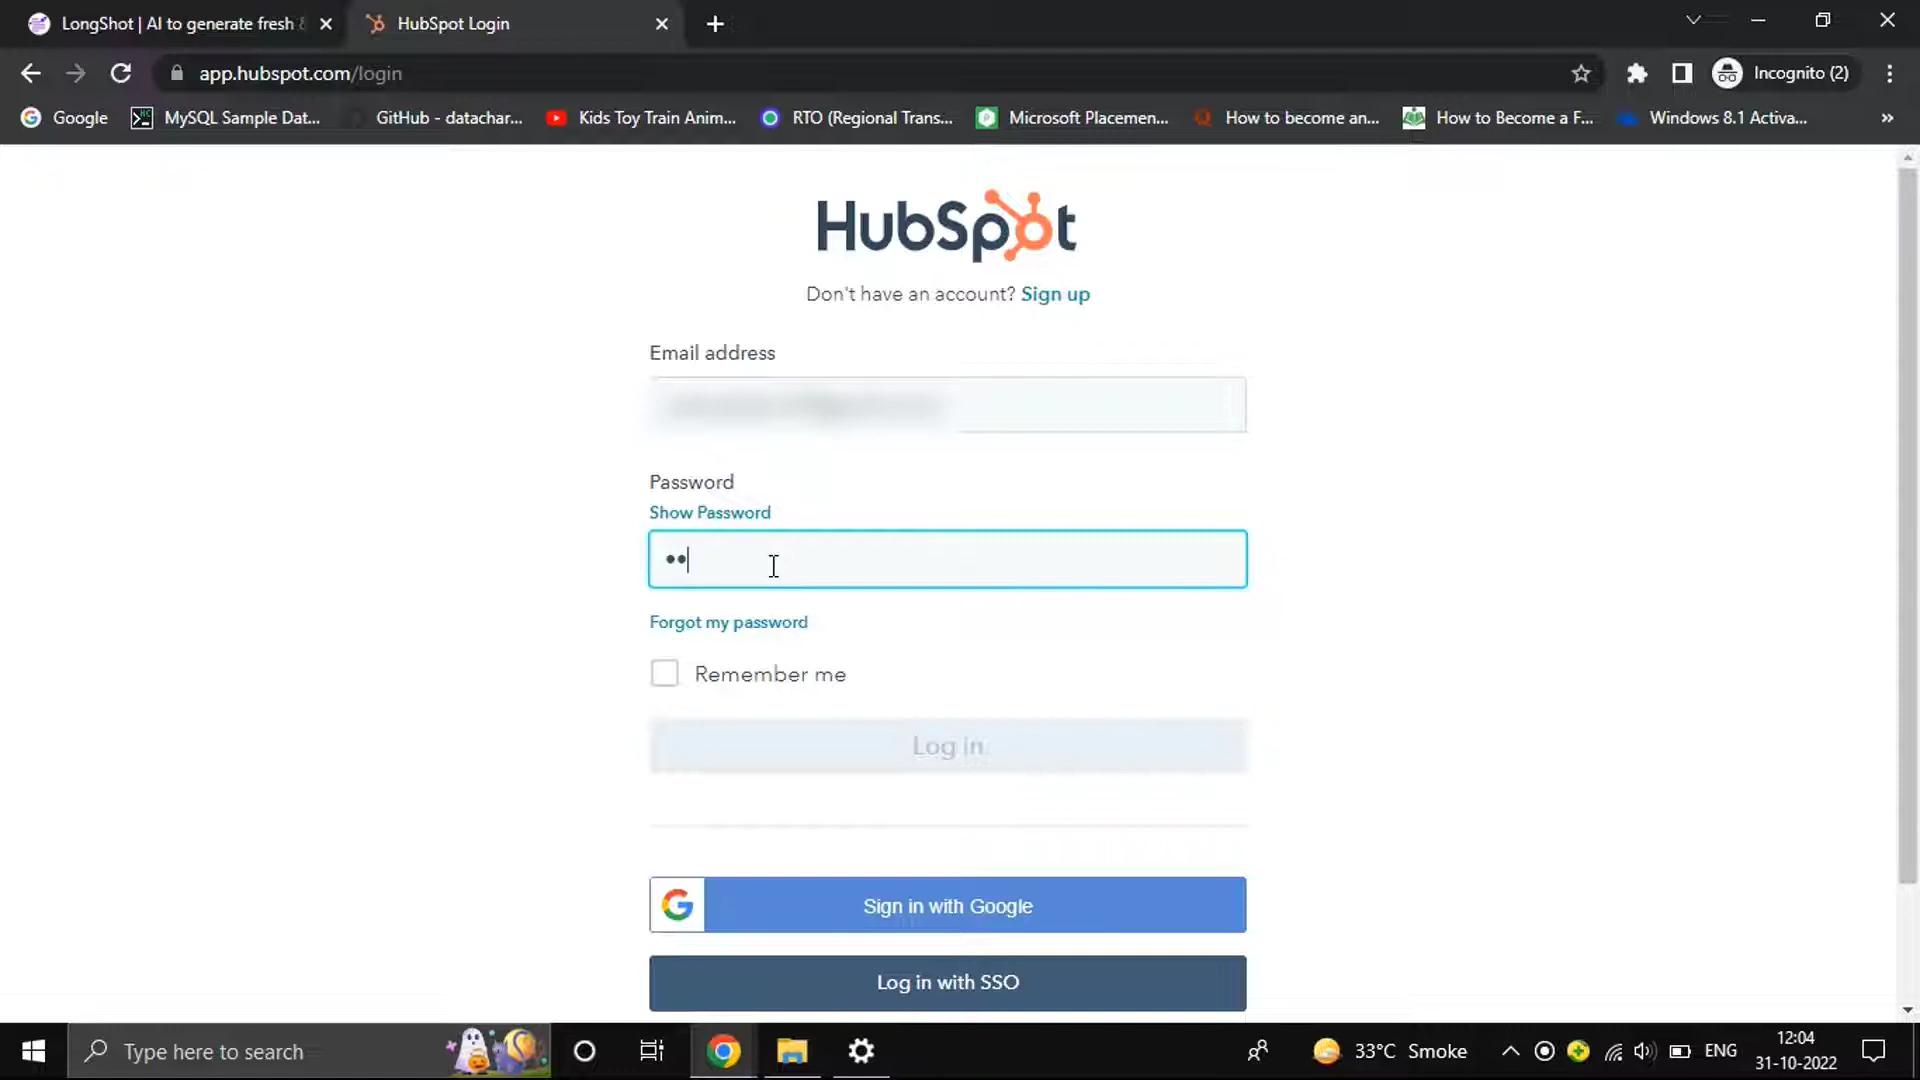 LongShot | AI to generate fresh &
HubSpot Login
app.hubspot.com/login
Incognito (2)
Google
MySQL Sample Dat...
GitHub - datachar...
Kids Toy Train Anim...
RTO (Regional Trans...
Microsoft Placemen...
How to become an...
How to Become a F...
Windows 8.1 Activa...
»
HubSpot
Don't have an account? Sign up
Email address
Password
Show Password
Forgot my password
Remember me
Log in
Sign in with Google
Log in with SSO
Type here to search
33°C Smoke
ENG
12:04
31-10-2022